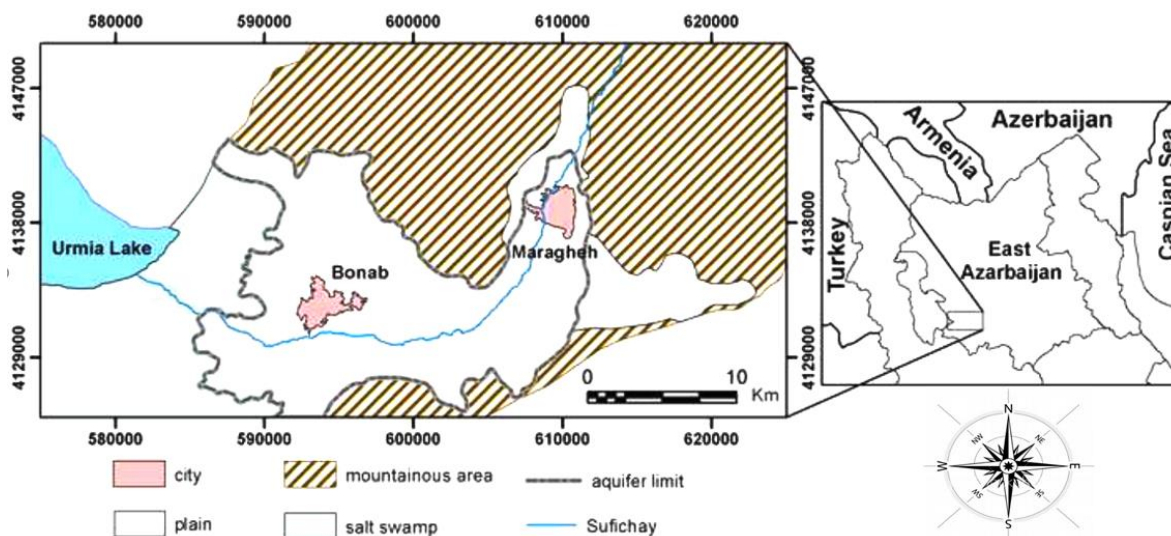 580000 590000 600000 610000 620000
4147000
4138000
4129000
Urmia Lake
Bonab
Maragheh
0 10
Km
4147000
4138000
4129000
580000 590000 600000 610000 620000
Armenia
Azerbaijan
Caspian Sea
Turkey
East
Azarbaijan
city
mountainous area
aquifer limit
plain
salt swamp
Sufichay
N
NW
NE
W
E
SW
SE
S